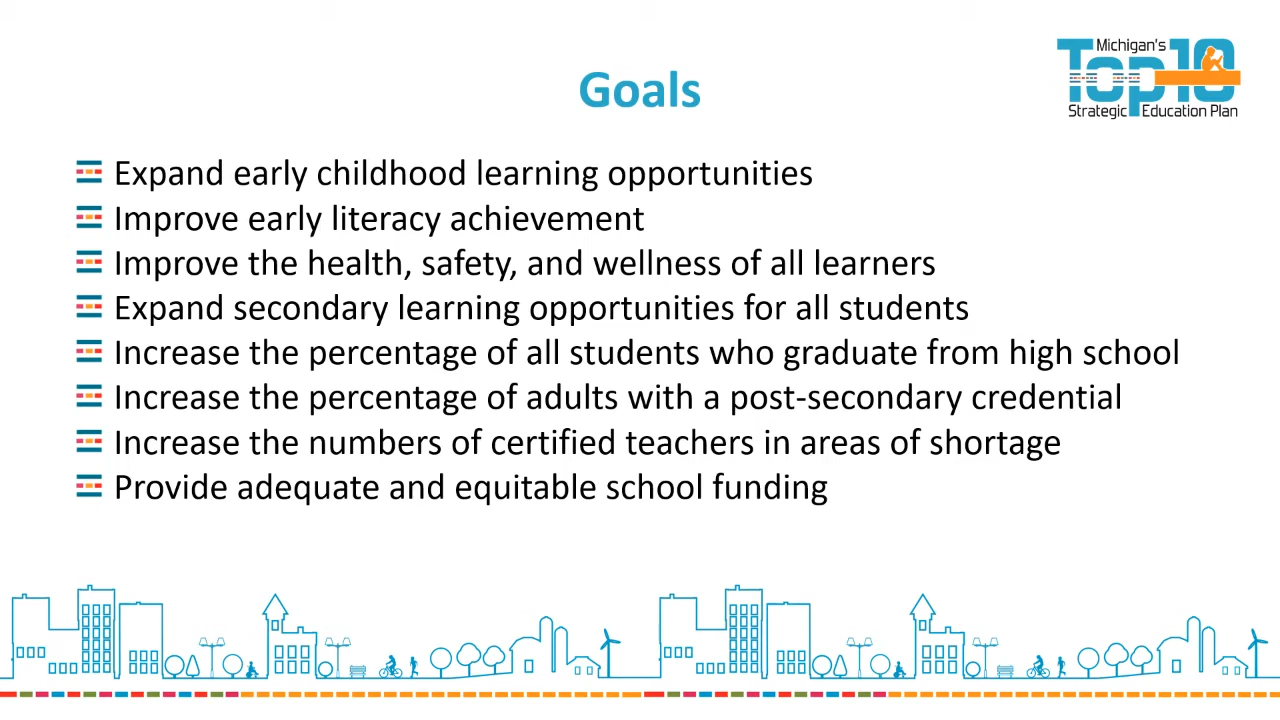 Michigan's
Top10
Strategic Education Plan
Goals
Expand early childhood learning opportunities
Improve early literacy achievement
Improve the health, safety, and wellness of all learners
Expand secondary learning opportunities for all students
Increase the percentage of all students who graduate from high school
Increase the percentage of adults with a post-secondary credential
Increase the numbers of certified teachers in areas of shortage
Provide adequate and equitable school funding